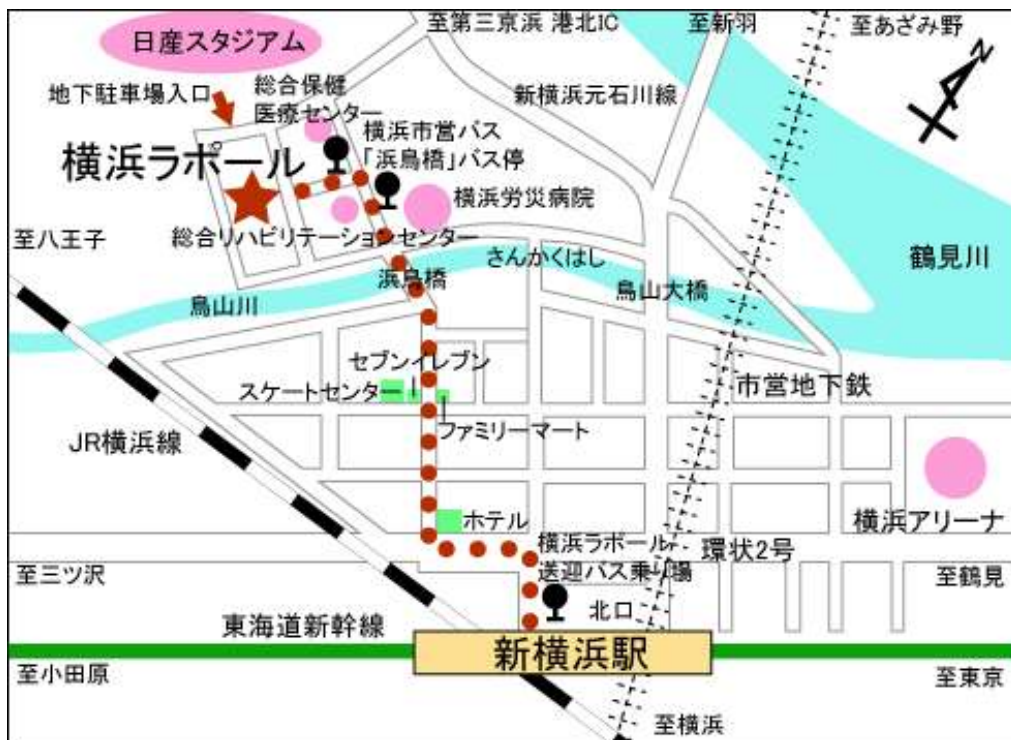 日産スタジアム
至第三京浜 港北IC
至新羽
至あざみ野
N
地下駐車場入口
総合保健
医療センター
新横浜元石川線
横浜市営バス
「浜鳥橋」バス停
横浜ラポール
横浜労災病院
至八王子
総合リハビリテーションセンター
さんかくはし
鶴見川
浜鳥橋
鳥山川
鳥山大橋
セブンイレブン
スケートセンター
市営地下鉄
ファミリーマート
JR横浜線
ホテル
横浜アリーナ
横浜ラポール
送迎バス乗り場
環状2号
至三ツ沢
至鶴見
北口
東海道新幹線
新横浜駅
至小田原
至東京
至横浜